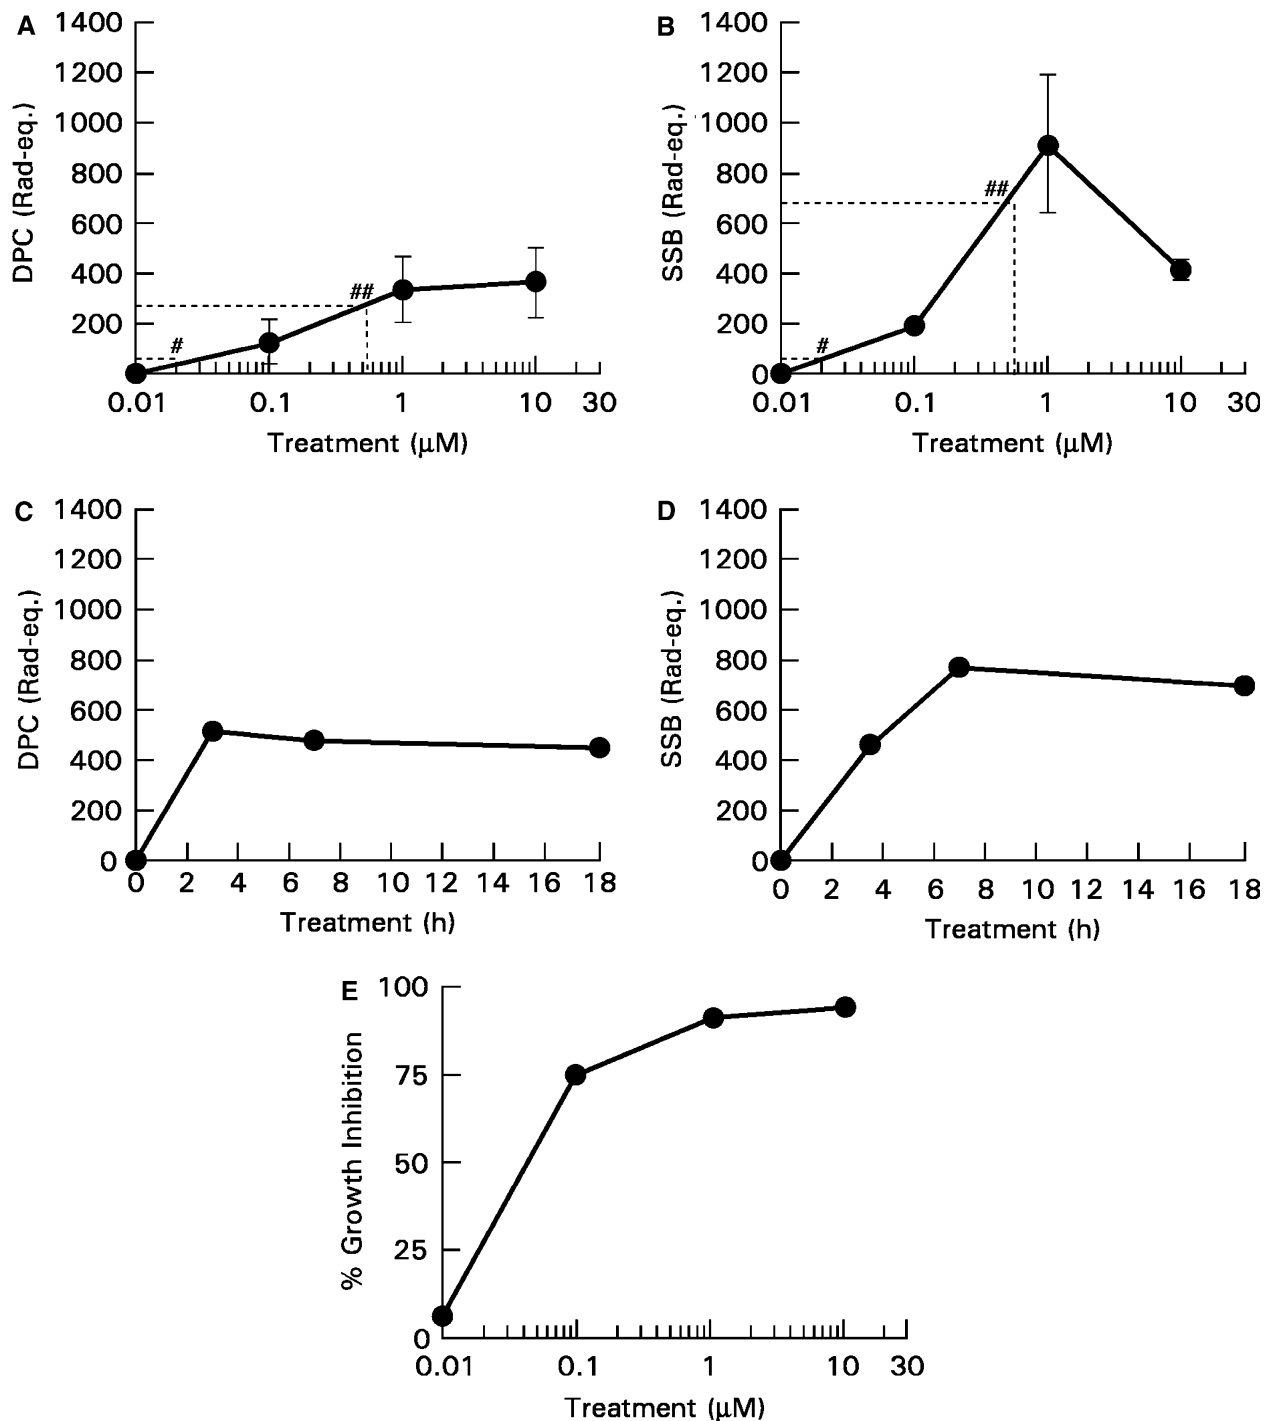 A
1400
1200
1000
800
600
400
200
0
DPC (Rad-eq.)
#
##
0.01 0.1 1 10 30
Treatment (μM)
B
1400
1200
1000
800
600
400
200
0
SSB (Rad-eq.)
#
##
0.01 0.1 1 10 30
Treatment (μM)
C
1400
1200
1000
800
600
400
200
0
DPC (Rad-eq.)
0 2 4 6 8 10 12 14 16 18
Treatment (h)
D
1400
1200
1000
800
600
400
200
0
SSB (Rad-eq.)
0 2 4 6 8 10 12 14 16 18
Treatment (h)
E
100
75
50
25
0
% Growth Inhibition
0.01 0.1 1 10 30
Treatment (μM)